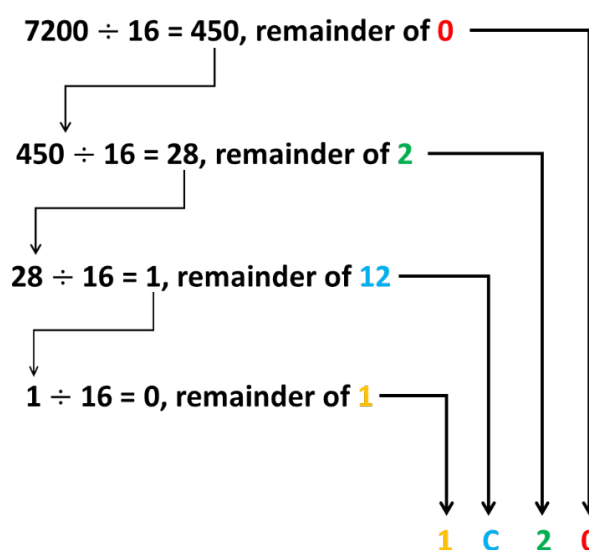 7200 ÷ 16 = 450, remainder of 0
450 ÷ 16 = 28, remainder of 2
28 ÷ 16 = 1, remainder of 12
1 ÷ 16 = 0, remainder of 1
1 C 2 0